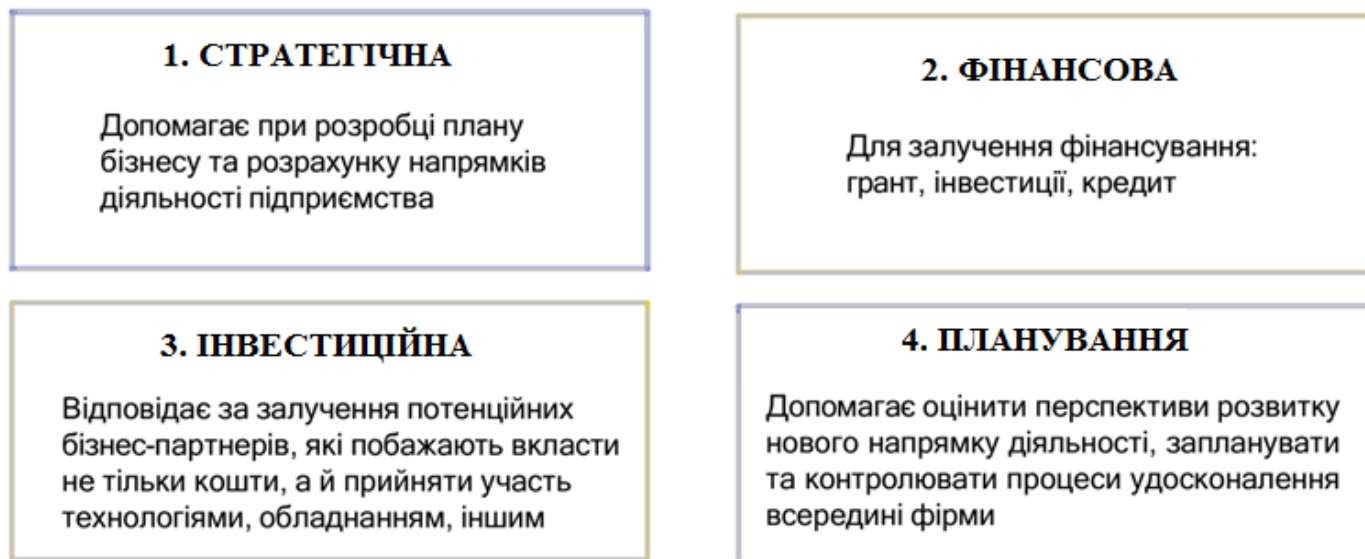 1. СТРАТЕГІЧНА
Допомагає при розробці плану
бізнесу та розрахунку напрямків
діяльності підприємства
2. ФІНАНСОВА
Для залучення фінансування:
грант, інвестиції, кредит
3. ІНВЕСТИЦІЙНА
Відповідає за залучення потенційних
бізнес-партнерів, які побажають вкласти
не тільки кошти, а й прийняти участь
технологіями, обладнанням, іншим
4. ПЛАНУВАННЯ
Допомагає оцінити перспективи розвитку
нового напрямку діяльності, запланувати
та контролювати процеси удосконалення
всередині фірми